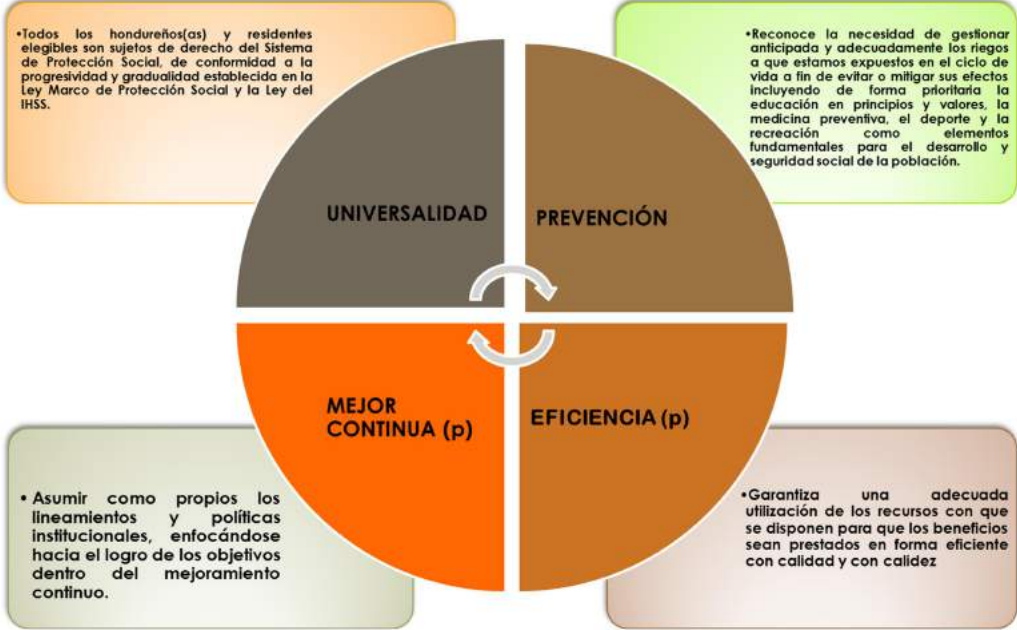 •Todos los hondureños(as) y residentes
elegibles son sujetos de derecho del Sistema
de Protección Social, de conformidad a la
progresividad y gradualidad establecida en la
Ley Marco de Protección Social y la Ley del
IHSS.
•Reconoce la necesidad de gestionar
anticipada y adecuadamente los riegos
a que estamos expuestos en el ciclo de
vida a fin de evitar o mitigar sus efectos
incluyendo de forma prioritaria la
educación en principios y valores, la
medicina preventiva, el deporte y la
recreación como elementos
fundamentales para el desarrollo y
seguridad social de la población.
UNIVERSALIDAD
PREVENCIÓN
MEJOR
CONTINUA (p)
EFICIENCIA (p)
• Asumir como propios los
lineamientos y políticas
institucionales, enfocándose
hacia el logro de los objetivos
dentro del mejoramiento
continuo.
•Garantiza una adecuada
utilización de los recursos con que
se disponen para que los beneficios
sean prestados en forma eficiente
con calidad y con calidez